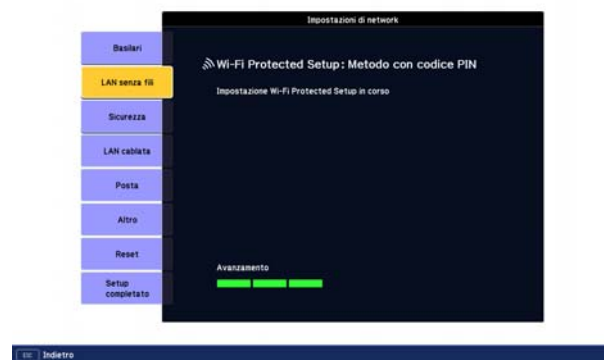 Impostazioni di network
Basilari
LAN senza fili
Sicurezza
LAN cablata
Posta
Altro
Reset
Setup
completato
Wi-Fi Protected Setup: Metodo con codice PIN
Impostazione Wi-Fi Protected Setup in corso
Avanzamento
Esc Indietro